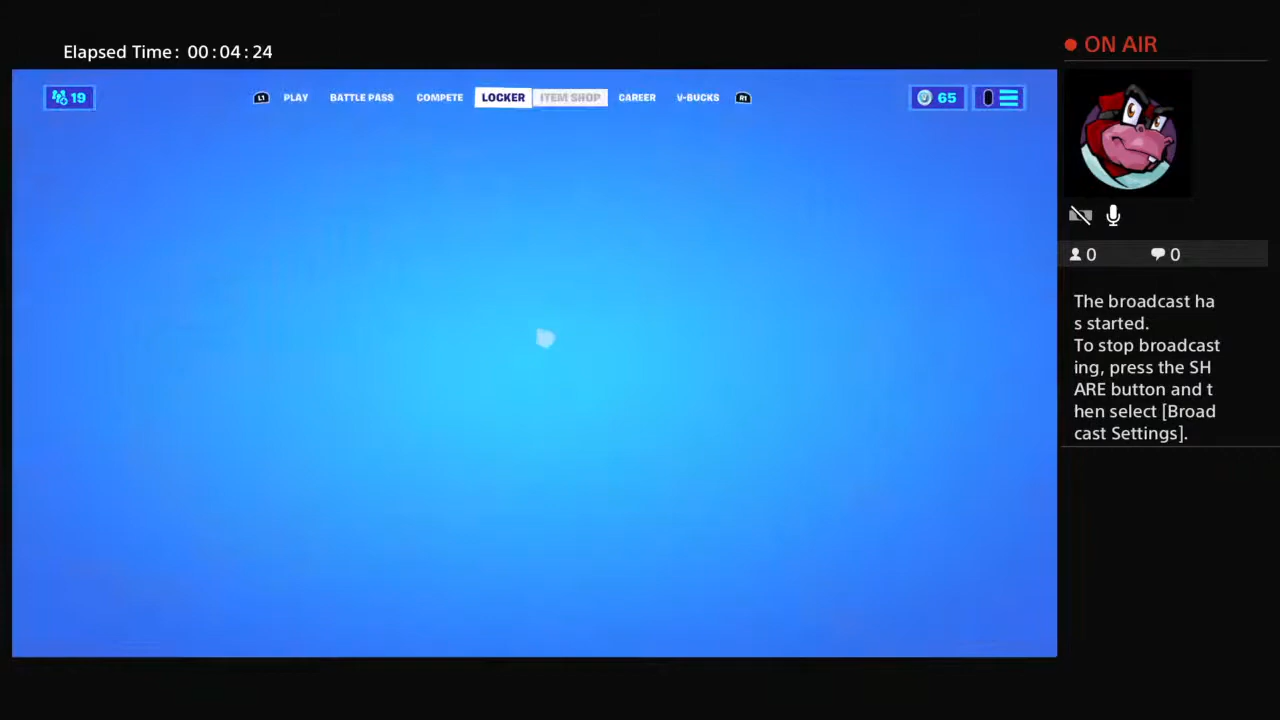 Elapsed Time: 00:04:24
ON AIR
19
L1 PLAY BATTLE PASS COMPETE LOCKER ITEM SHOP CAREER V-BUCKS R1
65
0 0
The broadcast ha
s started.
To stop broadcast
ing, press the SH
ARE button and t
hen select [Broad
cast Settings].